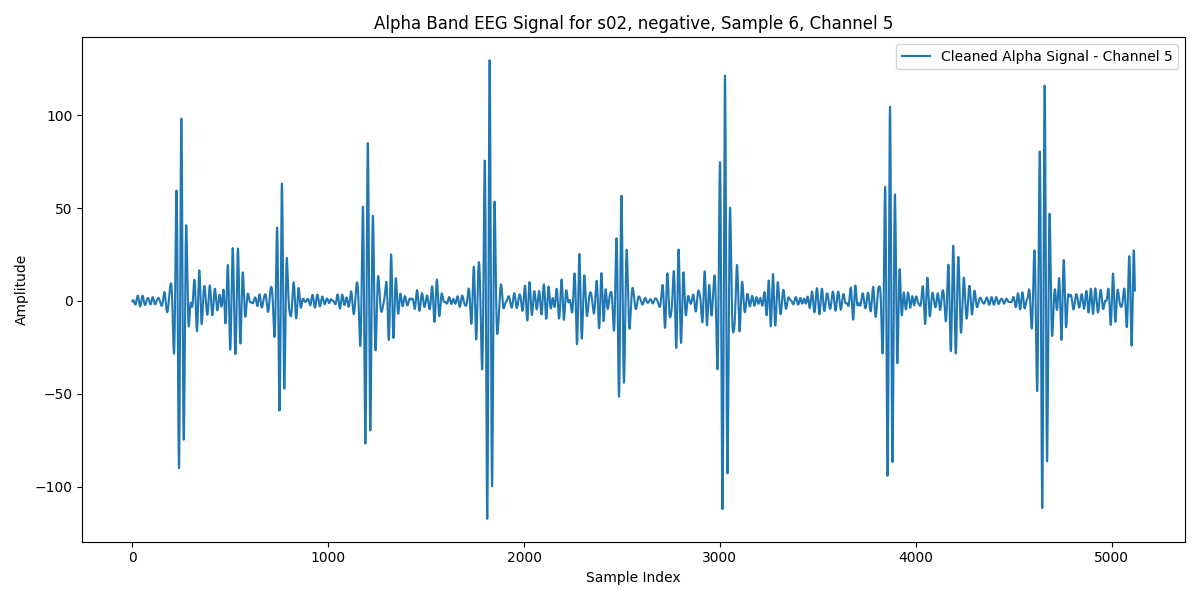 Alpha Band EEG Signal for s02, negative, Sample 6, Channel 5
Cleaned Alpha Signal - Channel 5
Amplitude
100
50
0
−50
−100
0 1000 2000 3000 4000 5000
Sample Index